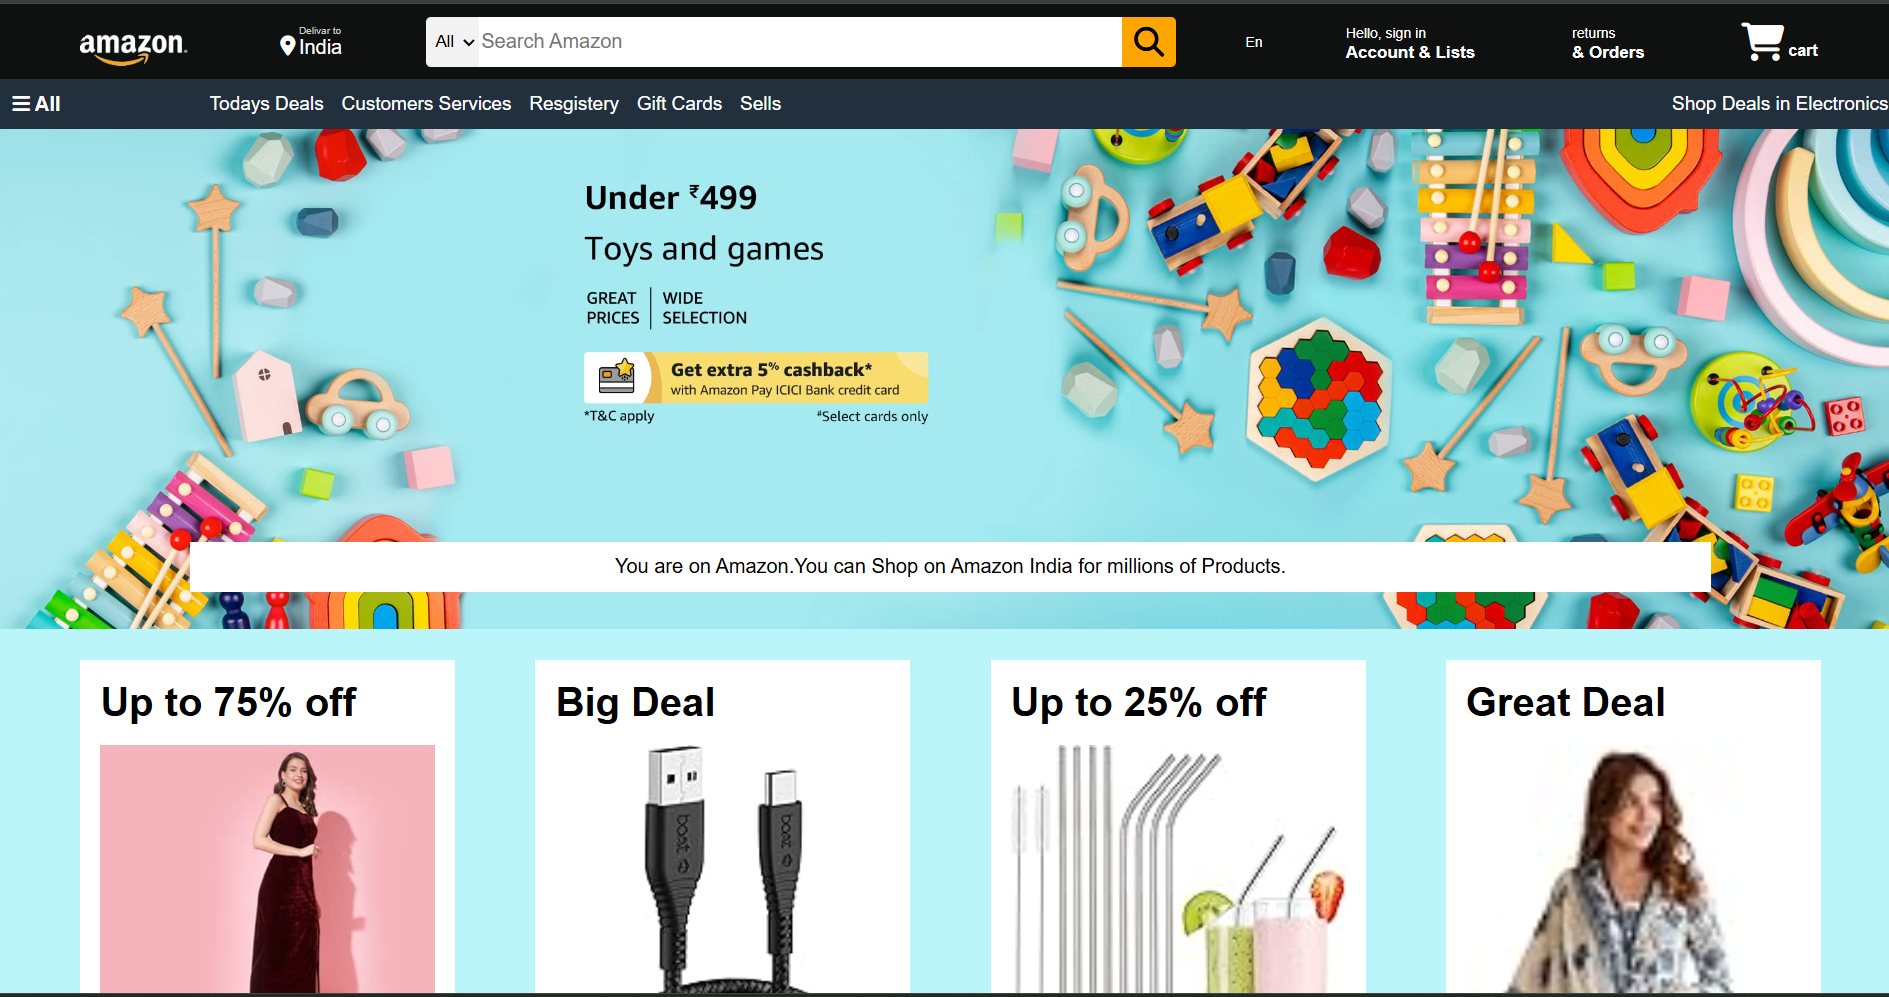 amazon
Delivar to
India
All
Search Amazon
En
Hello, sign in
Account & Lists
returns
& Orders
cart
All
Todays Deals
Customers Services
Resgistery
Gift Cards
Sells
Shop Deals in Electronics
Under ₹499
Toys and games
GREAT PRICES
WIDE SELECTION
Get extra 5% cashback*
with Amazon Pay ICICI Bank credit card
*T&C apply
#Select cards only
You are on Amazon.You can Shop on Amazon India for millions of Products.
Up to 75% off
Big Deal
Up to 25% off
Great Deal
boat
boat